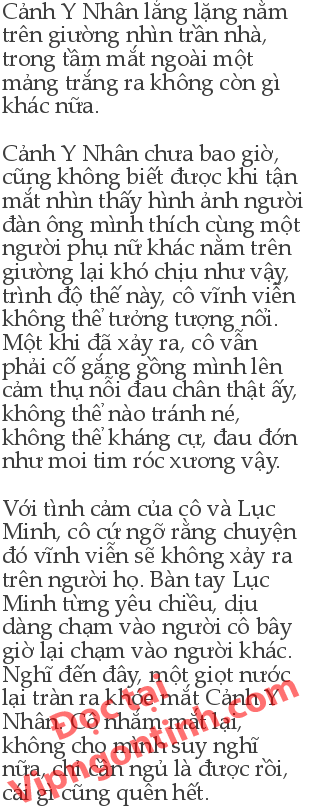 Cảnh Y Nhân lẳng lặng nằm
trên giường nhìn trần nhà,
trong tầm mắt ngoài một
mảng trắng ra không còn gì
khác nữa.
Cảnh Y Nhân chưa bao giờ,
cũng không biết được khi tận
mắt nhìn thấy hình ảnh người
đàn ông mình thích cùng một
người phụ nữ khác nằm trên
giường lại khó chịu như vậy,
trình độ thế này, cô vĩnh viễn
không thể tưởng tượng nổi.
Một khi đã xảy ra, cô vẫn
phải cố gắng gồng mình lên
cảm thụ nỗi đau chân thật ấy,
không thể nào tránh né,
không thể kháng cự, đau đớn
như moi tim róc xương vậy.
Với tình cảm của cô và Lục
Minh, cô cứ ngỡ rằng chuyện
đó vĩnh viễn sẽ không xảy ra
trên người họ. Bàn tay Lục
Minh từng yêu chiều, dịu
dàng chạm vào người cô bây
giờ lại chạm vào người khác.
Nghĩ đến đây, một giọt nước
lại tràn ra khóe mắt Cảnh Y
Nhân. Cô nhắm mắt lại,
không cho mình suy nghĩ
nữa, chỉ cần ngủ là được rồi,
cái gì cũng quên hết.
Đọc tại
Vipngontinh.com